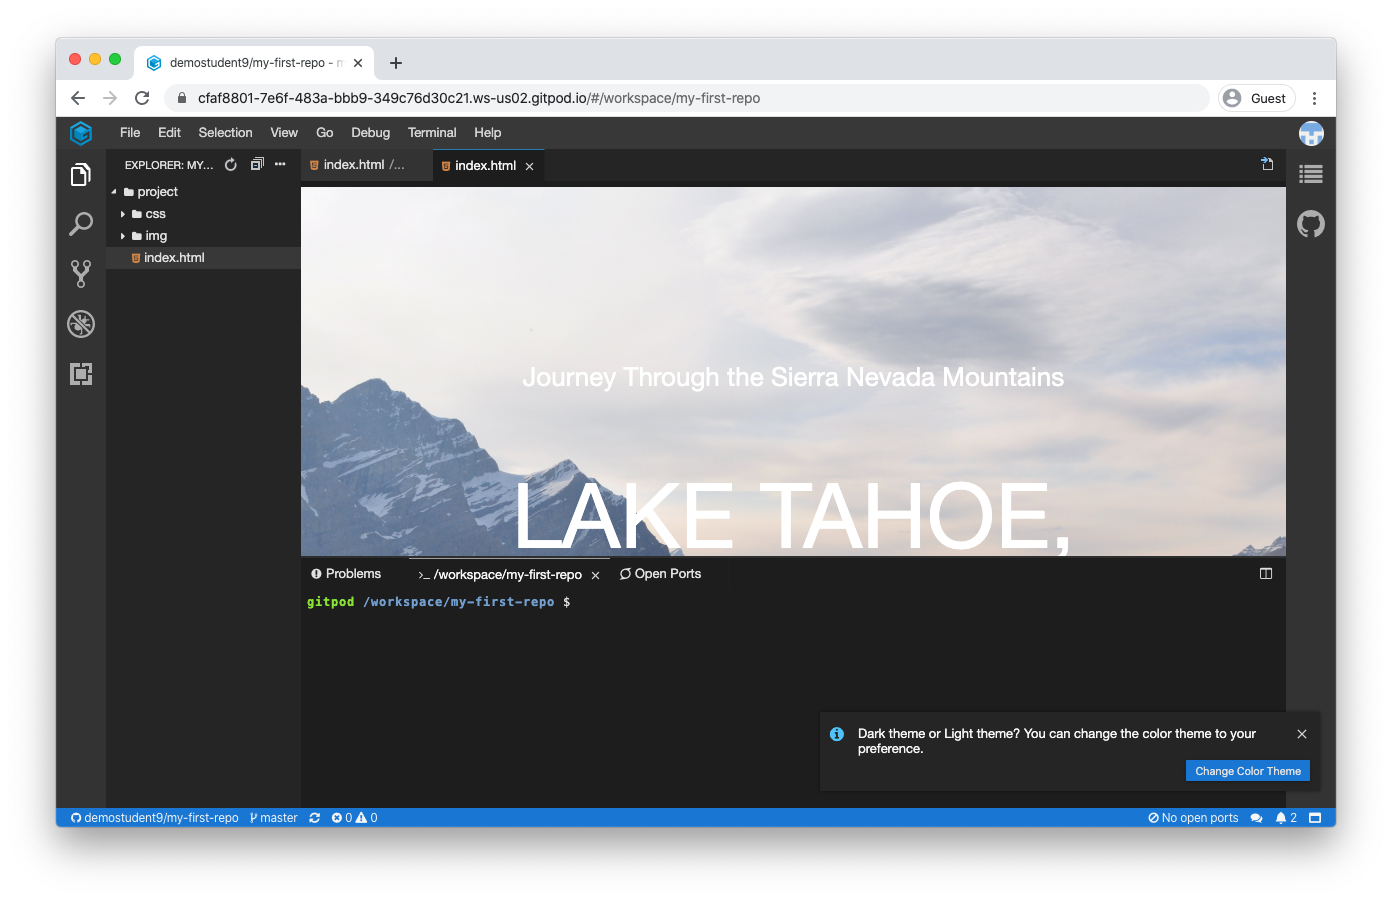 demostudent9/my-first-repo - m
cfaf8801-7e6f-483a-bbb9-349c76d30c21.ws-us02.gitpod.io/#/workspace/my-first-repo
Guest
File Edit Selection View Go Debug Terminal Help
EXPLORER: MY...
index.html /...
index.html
project
css
img
index.html
Journey Through the Sierra Nevada Mountains
LAKE TAHOE,
Problems
/workspace/my-first-repo
Open Ports
gitpod /workspace/my-first-repo $
Dark theme or Light theme? You can change the color theme to your
preference.
Change Color Theme
demostudent9/my-first-repo master 0 0 No open ports 2